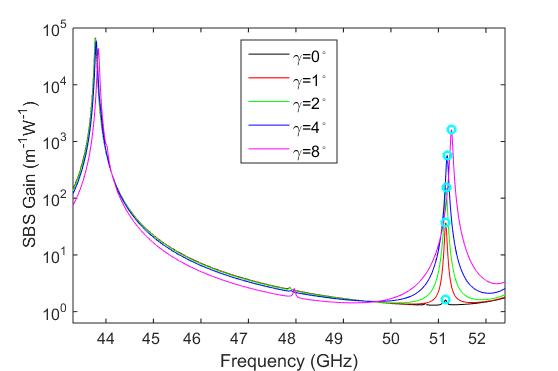 10^5
10^4
10^3
10^2
10^1
10^0
SBS Gain (m^-1W^-1)
γ=0°
γ=1°
γ=2°
γ=4°
γ=8°
44 45 46 47 48 49 50 51 52
Frequency (GHz)